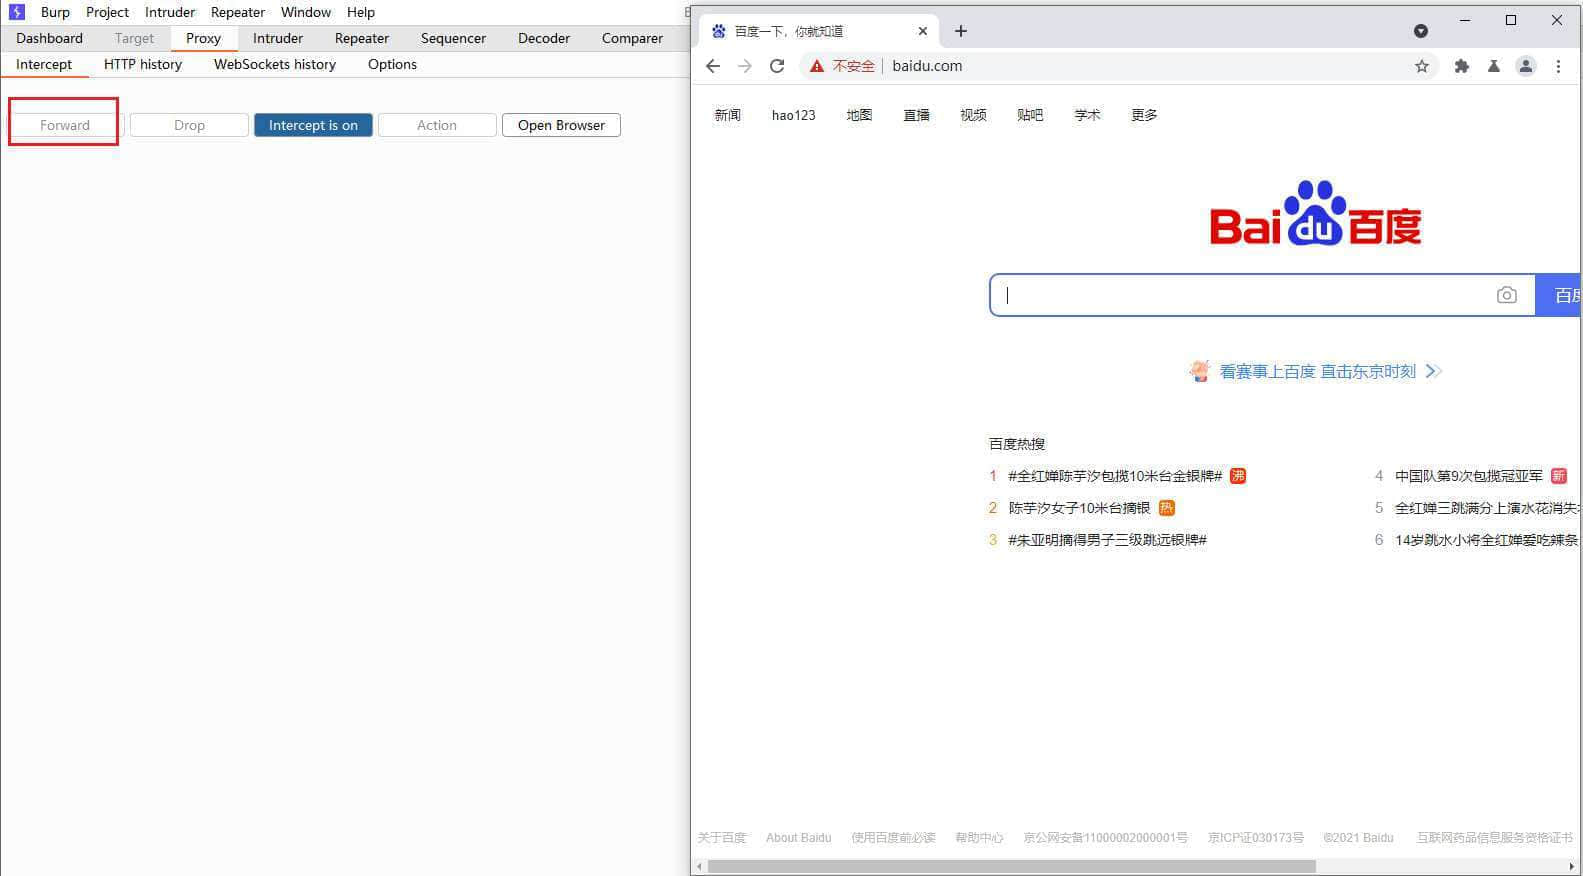 Burp Project Intruder Repeater Window Help
Dashboard Target Proxy Intruder Repeater Sequencer Decoder Comparer
Intercept HTTP history WebSockets history Options
Forward Drop Intercept is on Action Open Browser
百度一下，你就知道
不安全 baidu.com
新闻 hao123 地图 直播 视频 贴吧 学术 更多
Baidu百度
百度
看赛事上百度 直击东京时刻
百度热搜
1 #全红婵陈芋汐包揽10米台金银牌# 沸
2 陈芋汐女子10米台摘银 热
3 #朱亚明摘得男子三级跳远银牌#
4 中国队第9次包揽冠亚军 新
5 全红婵三跳满分上演水花消失
6 14岁跳水小将全红婵爱吃辣条
关于百度 About Baidu 使用百度前必读 帮助中心 京公网安备11000002000001号 京ICP证030173号 ©2021 Baidu 互联网药品信息服务资格证书